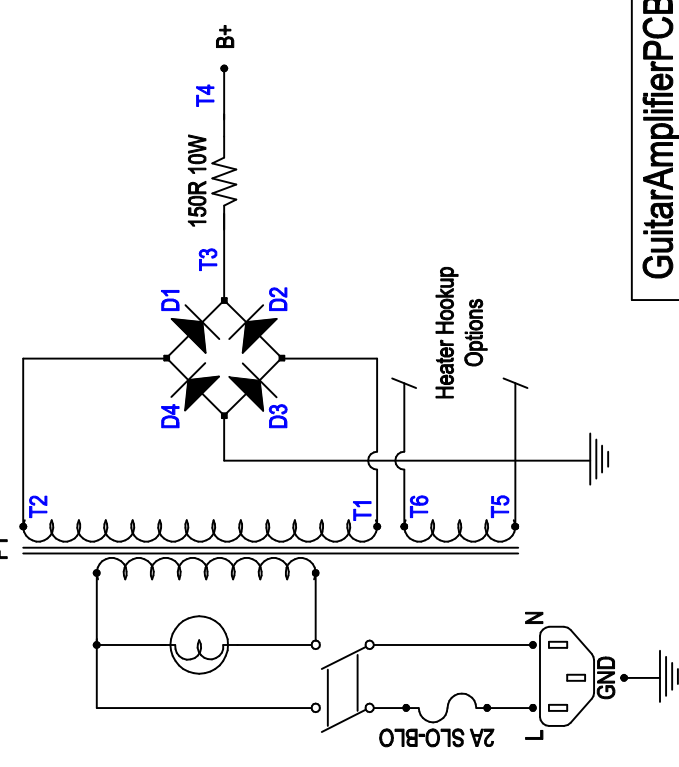 B+
T4
150R 10W
T3
D1
D2
D4
D3
Heater Hookup
Options
T2
T1
T6
T5
N
L
GND
2A SLO-BLO
GuitarAmplifierPCB